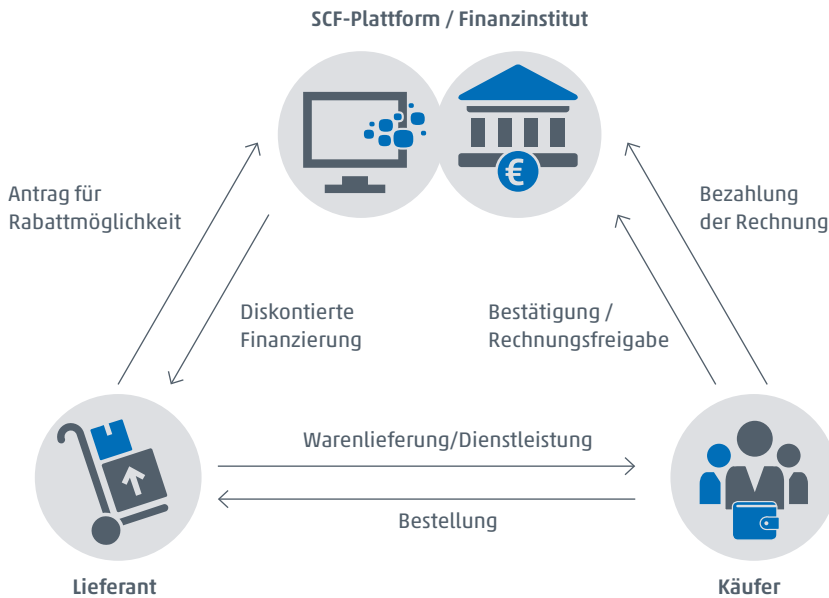 SCF-Plattform / Finanzinstitut
€
Antrag für
Rabattmöglichkeit
Bezahlung
der Rechnung
Diskontierte
Finanzierung
Bestätigung /
Rechnungsfreigabe
Warenlieferung/Dienstleistung
Bestellung
Lieferant
Käufer